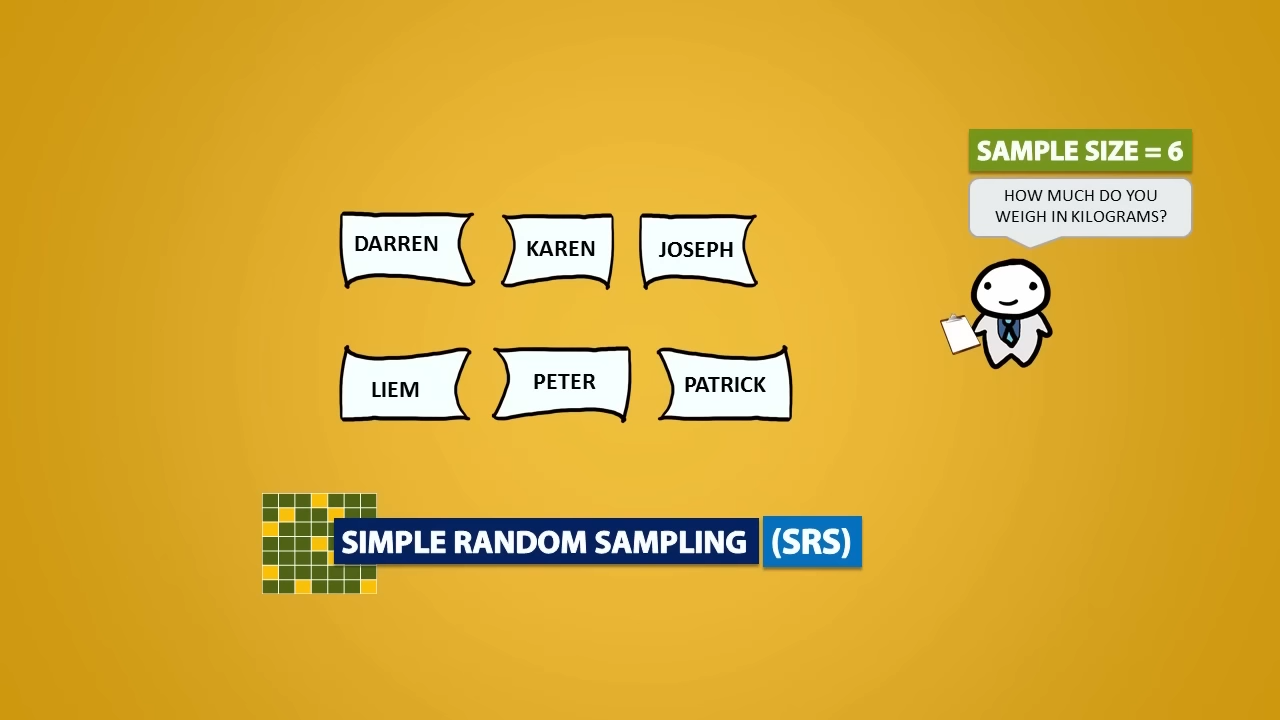 SAMPLE SIZE = 6
HOW MUCH DO YOU
WEIGH IN KILOGRAMS?
DARREN
KAREN
JOSEPH
LIEM
PETER
PATRICK
SIMPLE RANDOM SAMPLING (SRS)